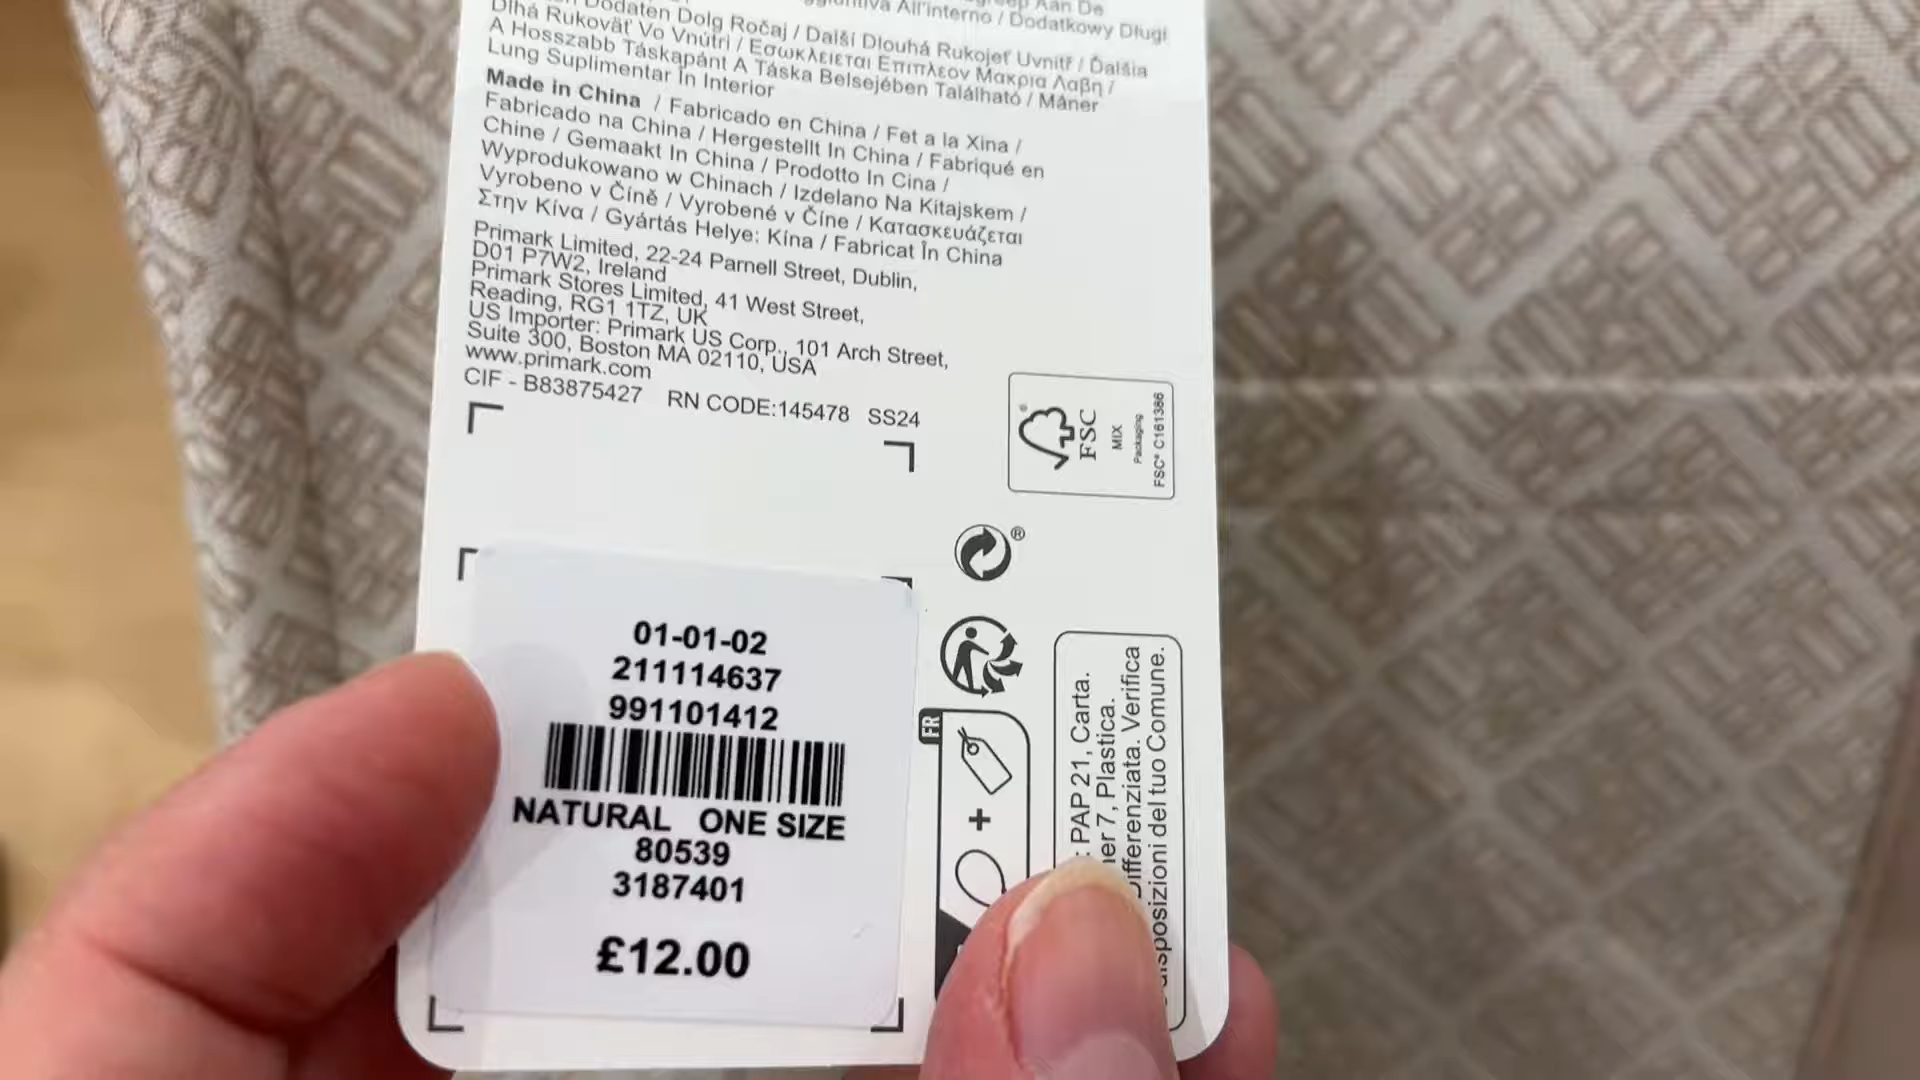 Aan De
All'interno / Dodatkowy Długi
Dodaten Dolg Ročaj / Další Dlouhá Rukojeť Uvnitř / Ďalšia
Dlhá Rukoväť Vo Vnútri / Εσωκλείεται Επιπλέον Μακριά Λαβή /
A Hosszabb Táskapánt A Táska Belsejében Található / Mâner
Lung Suplimentar În Interior
Made in China / Fabricado en China / Fet a la Xina /
Fabricado na China / Hergestellt In China / Fabriqué en
Chine / Gemaakt In China / Prodotto In Cina /
Wyprodukowano w Chinach / Izdelano Na Kitajskem /
Vyrobeno v Číně / Vyrobené v Číne / Κατασκευάζεται
Στην Κίνα / Gyártás Helye: Kína / Fabricat În China
Primark Limited, 22-24 Parnell Street, Dublin,
D01 P7W2, Ireland
Primark Stores Limited, 41 West Street,
Reading, RG1 1TZ, UK
US Importer: Primark US Corp., 101 Arch Street,
Suite 300, Boston MA 02110, USA
www.primark.com
CIF - B83875427 RN CODE:145478 SS24
FSC
MIX
Packaging
FSC® C161386
®
01-01-02
211114637
991101412
NATURAL ONE SIZE
80539
3187401
£12.00
FR
+
: PAP 21, Carta.
7, Plastica.
Differenziata. Verifica
del tuo Comune.